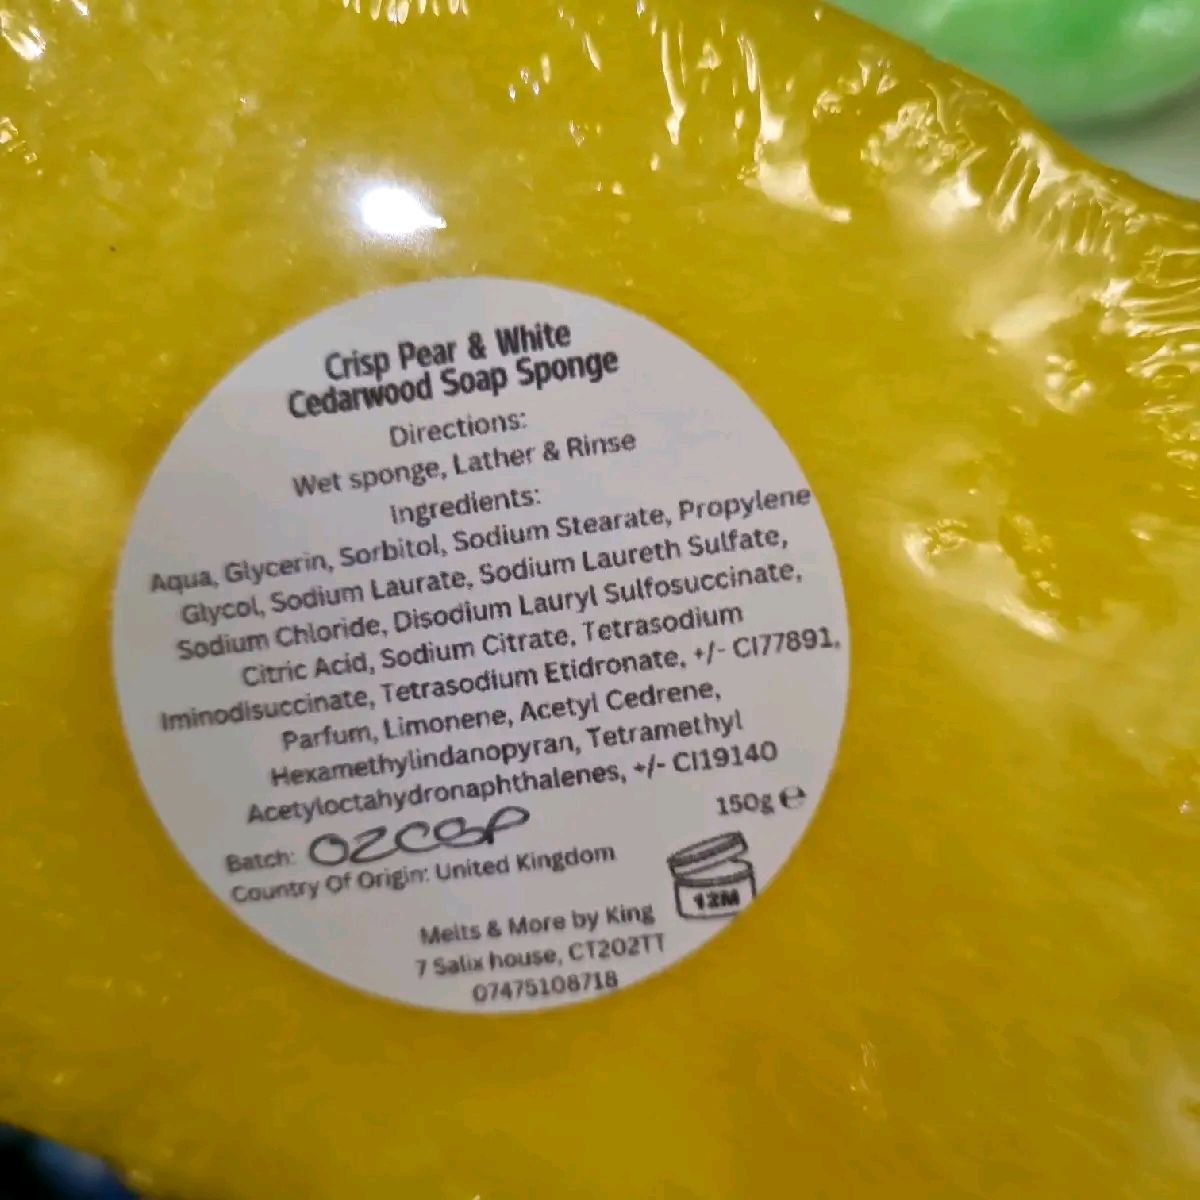 Crisp Pear & White
Cedarwood Soap Sponge
Directions:
Wet sponge, Lather & Rinse
Ingredients:
Aqua, Glycerin, Sorbitol, Sodium Stearate, Propylene
Glycol, Sodium Laurate, Sodium Laureth Sulfate,
Sodium Chloride, Disodium Lauryl Sulfosuccinate,
Citric Acid, Sodium Citrate, Tetrasodium
Iminodisuccinate, Tetrasodium Etidronate, +/- CI77891,
Parfum, Limonene, Acetyl Cedrene,
Hexamethylindanopyran, Tetramethyl
Acetyloctahydronaphthalenes, +/- CI19140
150g ℮
Batch: OZCSP
Country Of Origin: United Kingdom
12M
Melts & More by King
7 Salix house, CT202TT
07475108718